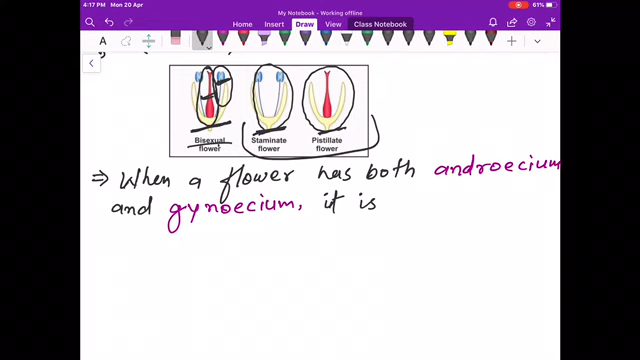 4:17 PM Mon 20 Apr
My Notebook - Working offline
Home Insert Draw View Class Notebook
A
Bisexual flower
Staminate flower
Pistillate flower
⇒ When a flower has both androecium
and gynoecium, it is